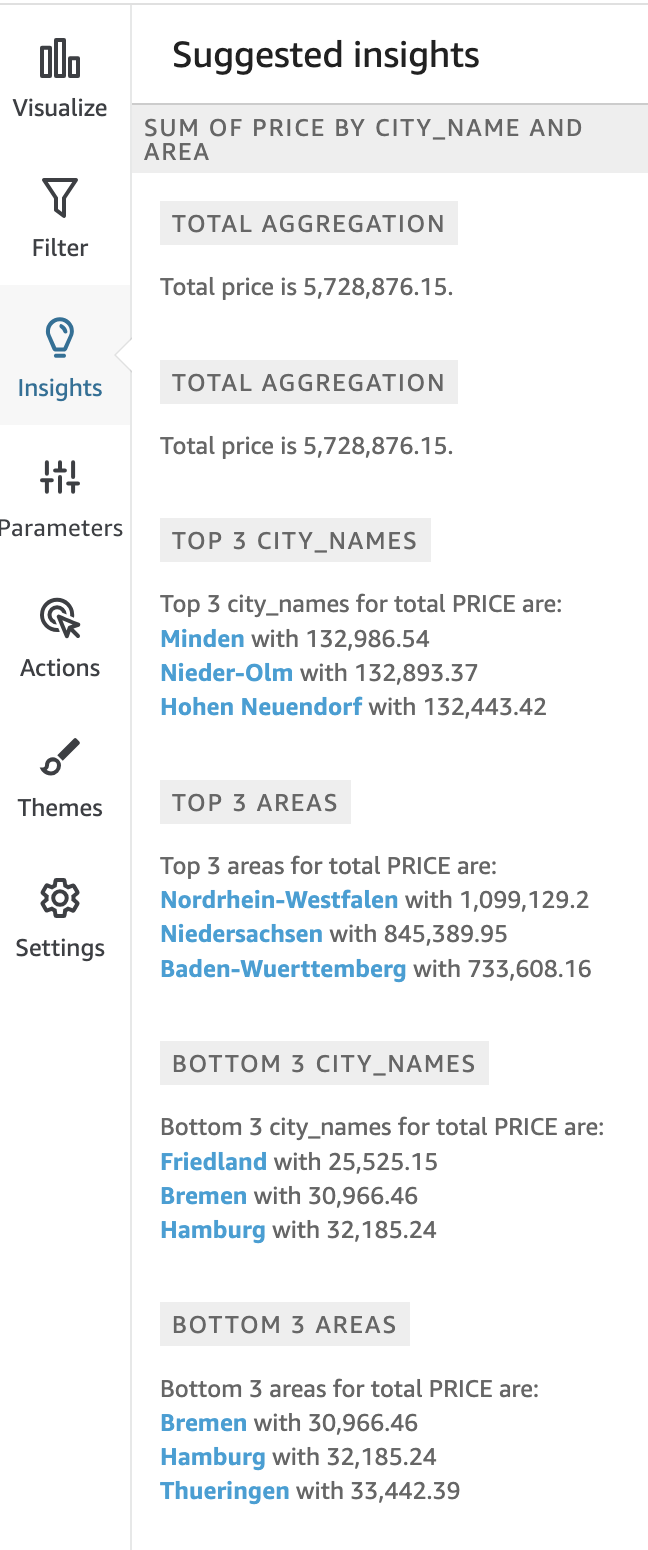 Visualize
Filter
Insights
Parameters
Actions
Themes
Settings
Suggested insights
SUM OF PRICE BY CITY_NAME AND
AREA
TOTAL AGGREGATION
Total price is 5,728,876.15.
TOTAL AGGREGATION
Total price is 5,728,876.15.
TOP 3 CITY_NAMES
Top 3 city_names for total PRICE are:
Minden with 132,986.54
Nieder-Olm with 132,893.37
Hohen Neuendorf with 132,443.42
TOP 3 AREAS
Top 3 areas for total PRICE are:
Nordrhein-Westfalen with 1,099,129.2
Niedersachsen with 845,389.95
Baden-Wuerttemberg with 733,608.16
BOTTOM 3 CITY_NAMES
Bottom 3 city_names for total PRICE are:
Friedland with 25,525.15
Bremen with 30,966.46
Hamburg with 32,185.24
BOTTOM 3 AREAS
Bottom 3 areas for total PRICE are:
Bremen with 30,966.46
Hamburg with 32,185.24
Thueringen with 33,442.39